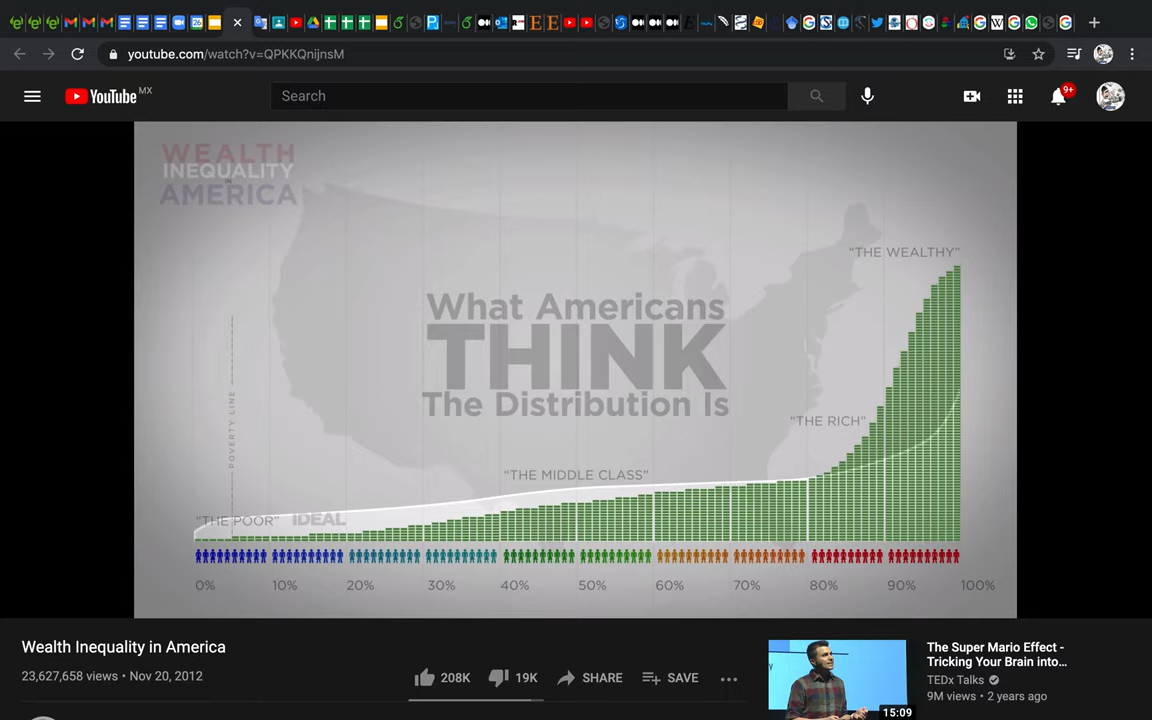 youtube.com/watch?v=QPKKQnijnsM
YouTube MX
Search
9+
WEALTH
INEQUALITY
IN
AMERICA
"THE WEALTHY"
What Americans
THINK
The Distribution Is
POVERTY LINE
"THE RICH"
"THE MIDDLE CLASS"
"THE POOR" IDEAL
0% 10% 20% 30% 40% 50% 60% 70% 80% 90% 100%
Wealth Inequality in America
23,627,658 views • Nov 20, 2012
208K 19K SHARE SAVE
The Super Mario Effect -
Tricking Your Brain into...
TEDx Talks
9M views • 2 years ago
15:09